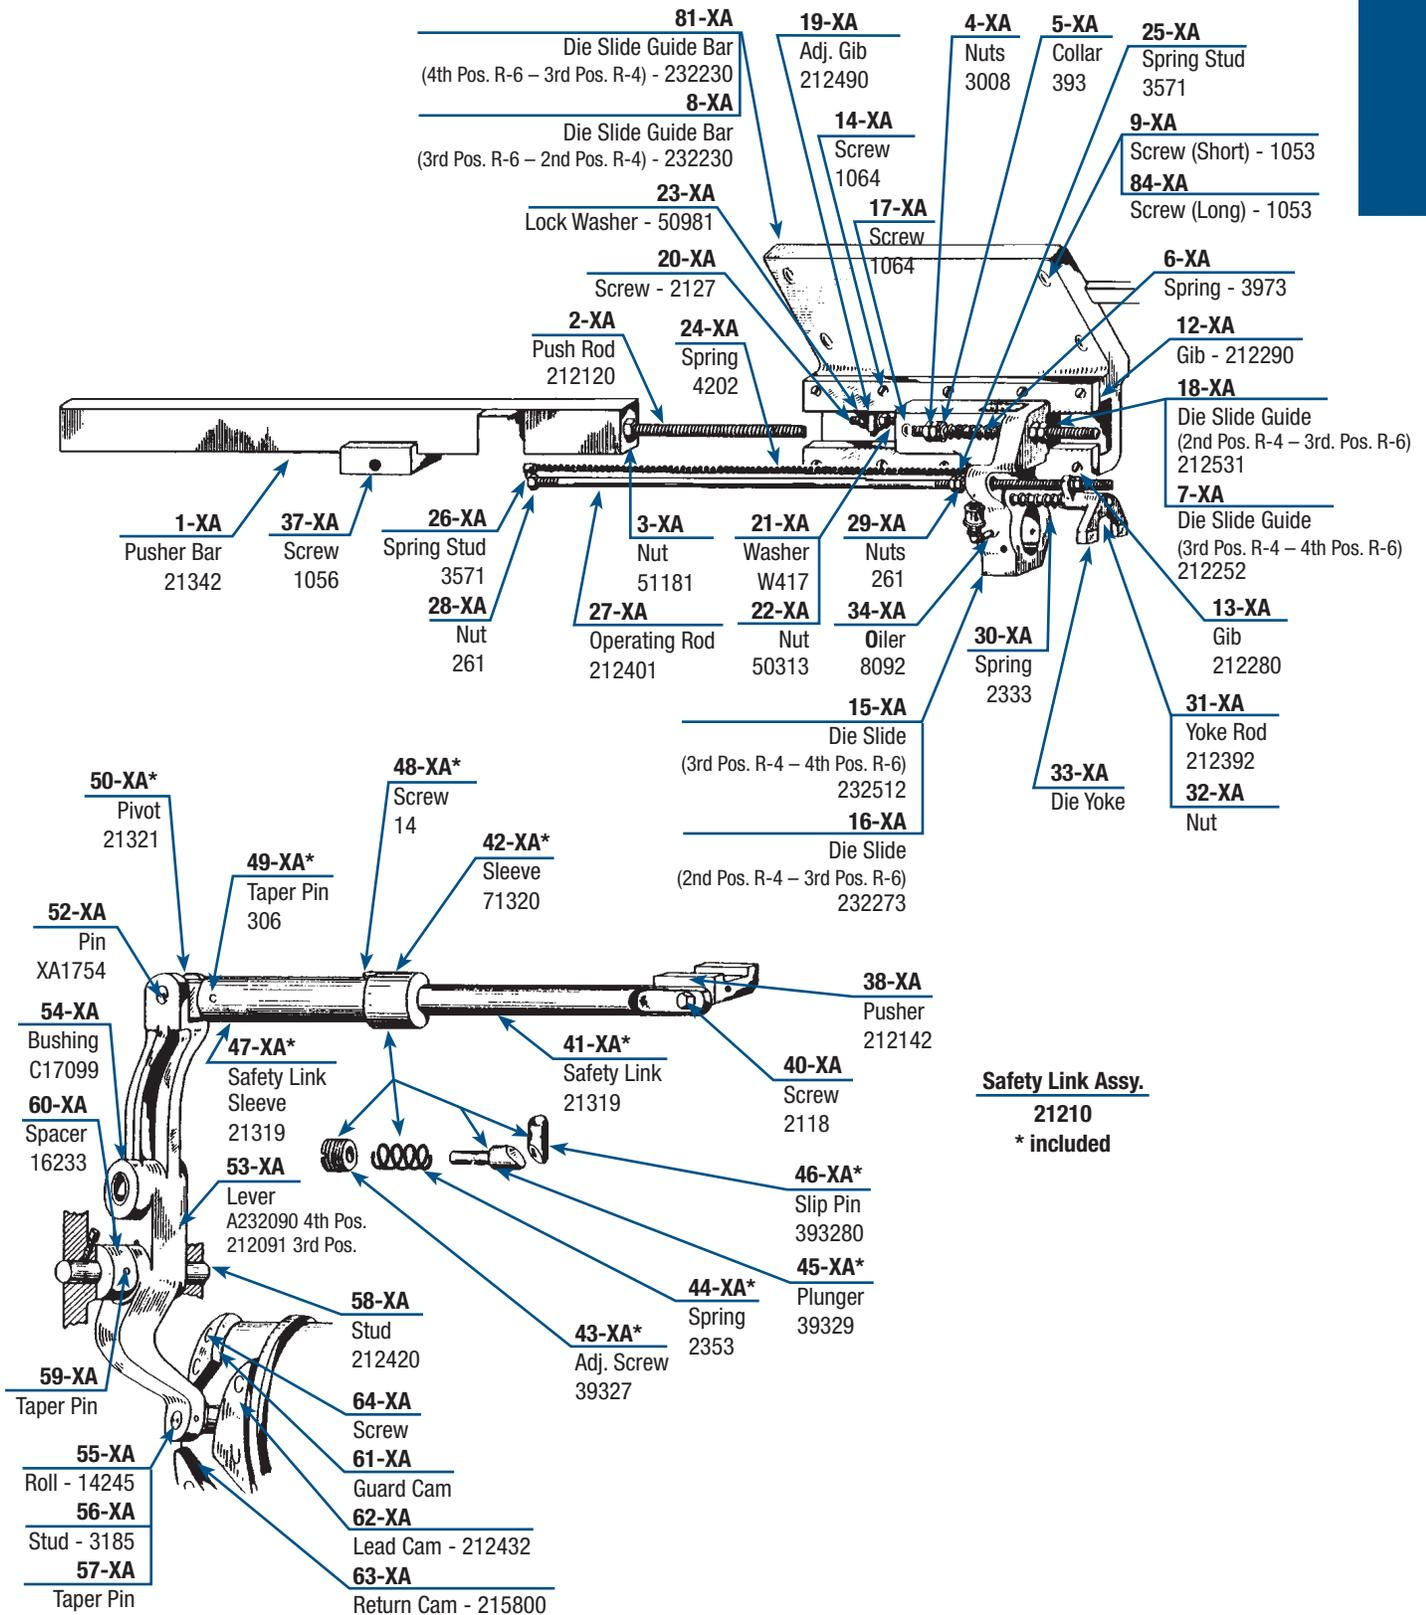 81-XA
Die Slide Guide Bar
(4th Pos. R-6 – 3rd Pos. R-4) - 232230
8-XA
Die Slide Guide Bar
(3rd Pos. R-6 – 2nd Pos. R-4) - 232230
19-XA
Adj. Gib
212490
4-XA
Nuts
3008
5-XA
Collar
393
25-XA
Spring Stud
3571
14-XA
Screw
1064
9-XA
Screw (Short) - 1053
84-XA
Screw (Long) - 1053
23-XA
Lock Washer - 50981
17-XA
Screw
1064
20-XA
Screw - 2127
6-XA
Spring - 3973
2-XA
Push Rod
212120
24-XA
Spring
4202
12-XA
Gib - 212290
18-XA
Die Slide Guide
(2nd Pos. R-4 – 3rd. Pos. R-6)
212531
7-XA
Die Slide Guide
(3rd Pos. R-4 – 4th Pos. R-6)
212252
1-XA
Pusher Bar
21342
37-XA
Screw
1056
26-XA
Spring Stud
3571
28-XA
Nut
261
3-XA
Nut
51181
27-XA
Operating Rod
212401
21-XA
Washer
W417
22-XA
Nut
50313
29-XA
Nuts
261
34-XA
Oiler
8092
30-XA
Spring
2333
13-XA
Gib
212280
15-XA
Die Slide
(3rd Pos. R-4 – 4th Pos. R-6)
232512
16-XA
Die Slide
(2nd Pos. R-4 – 3rd Pos. R-6)
232273
33-XA
Die Yoke
31-XA
Yoke Rod
212392
32-XA
Nut
50-XA*
Pivot
21321
48-XA*
Screw
14
49-XA*
Taper Pin
306
42-XA*
Sleeve
71320
52-XA
Pin
XA1754
54-XA
Bushing
C17099
60-XA
Spacer
16233
47-XA*
Safety Link
Sleeve
21319
41-XA*
Safety Link
21319
38-XA
Pusher
212142
40-XA
Screw
2118
Safety Link Assy.
21210
* included
53-XA
Lever
A232090 4th Pos.
212091 3rd Pos.
46-XA*
Slip Pin
393280
45-XA*
Plunger
39329
44-XA*
Spring
2353
43-XA*
Adj. Screw
39327
58-XA
Stud
212420
59-XA
Taper Pin
64-XA
Screw
61-XA
Guard Cam
62-XA
Lead Cam - 212432
63-XA
Return Cam - 215800
55-XA
Roll - 14245
56-XA
Stud - 3185
57-XA
Taper Pin